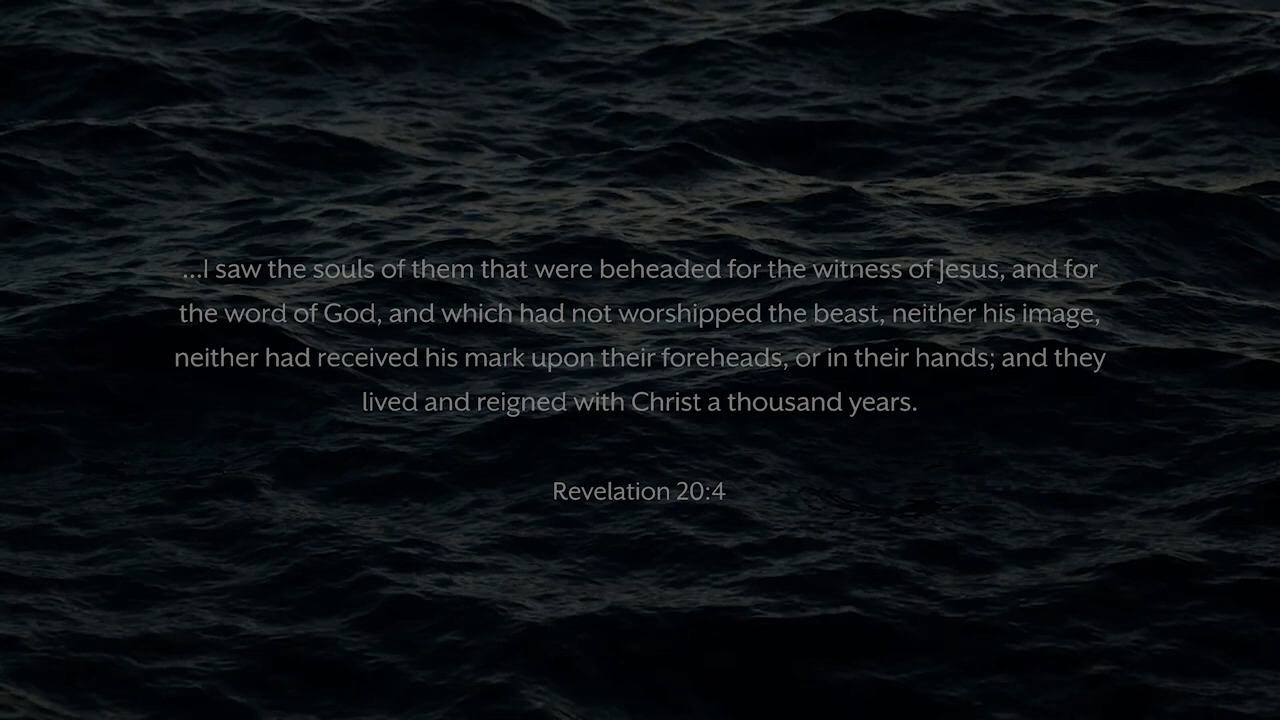 ...I saw the souls of them that were beheaded for the witness of Jesus, and for
the word of God, and which had not worshipped the beast, neither his image,
neither had received his mark upon their foreheads, or in their hands; and they
lived and reigned with Christ a thousand years.
Revelation 20:4